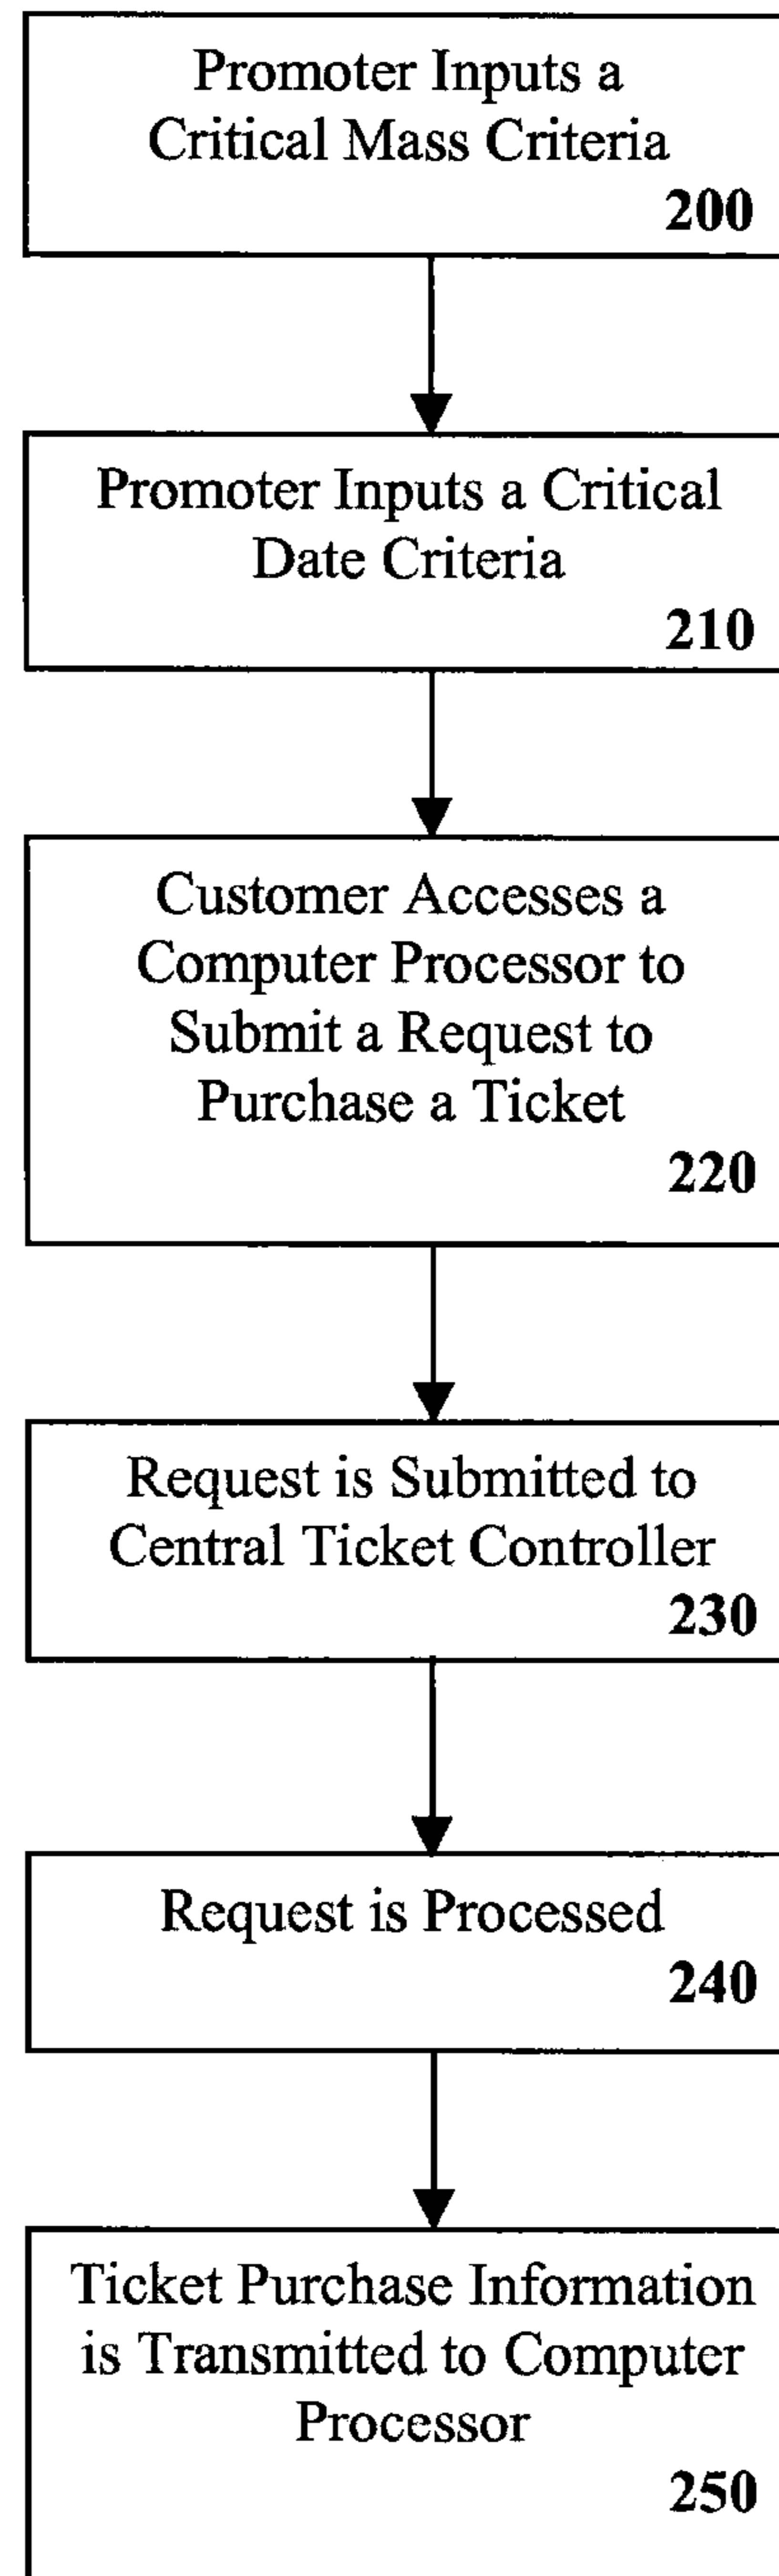 Promoter Inputs a
Critical Mass Criteria
200
Promoter Inputs a Critical
Date Criteria
210
Customer Accesses a
Computer Processor to
Submit a Request to
Purchase a Ticket
220
Request is Submitted to
Central Ticket Controller
230
Request is Processed
240
Ticket Purchase Information
is Transmitted to Computer
Processor
250